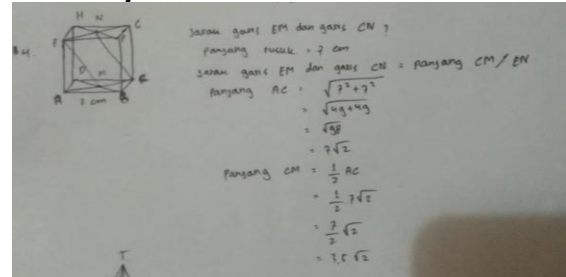 34.
H N G
E F
D M C
A 7 cm B
Jarak garis EM dan garis CN ?
Panjang rusuk = 7 cm
Jarak garis EM dan garis CN = Panjang CM / EN
Panjang AC = √7²+7²
= √49+49
= √98
= 7√2
Panjang CM = 1/2 AC
= 1/2 7√2
= 7/2 √2
= 3,5 √2
T